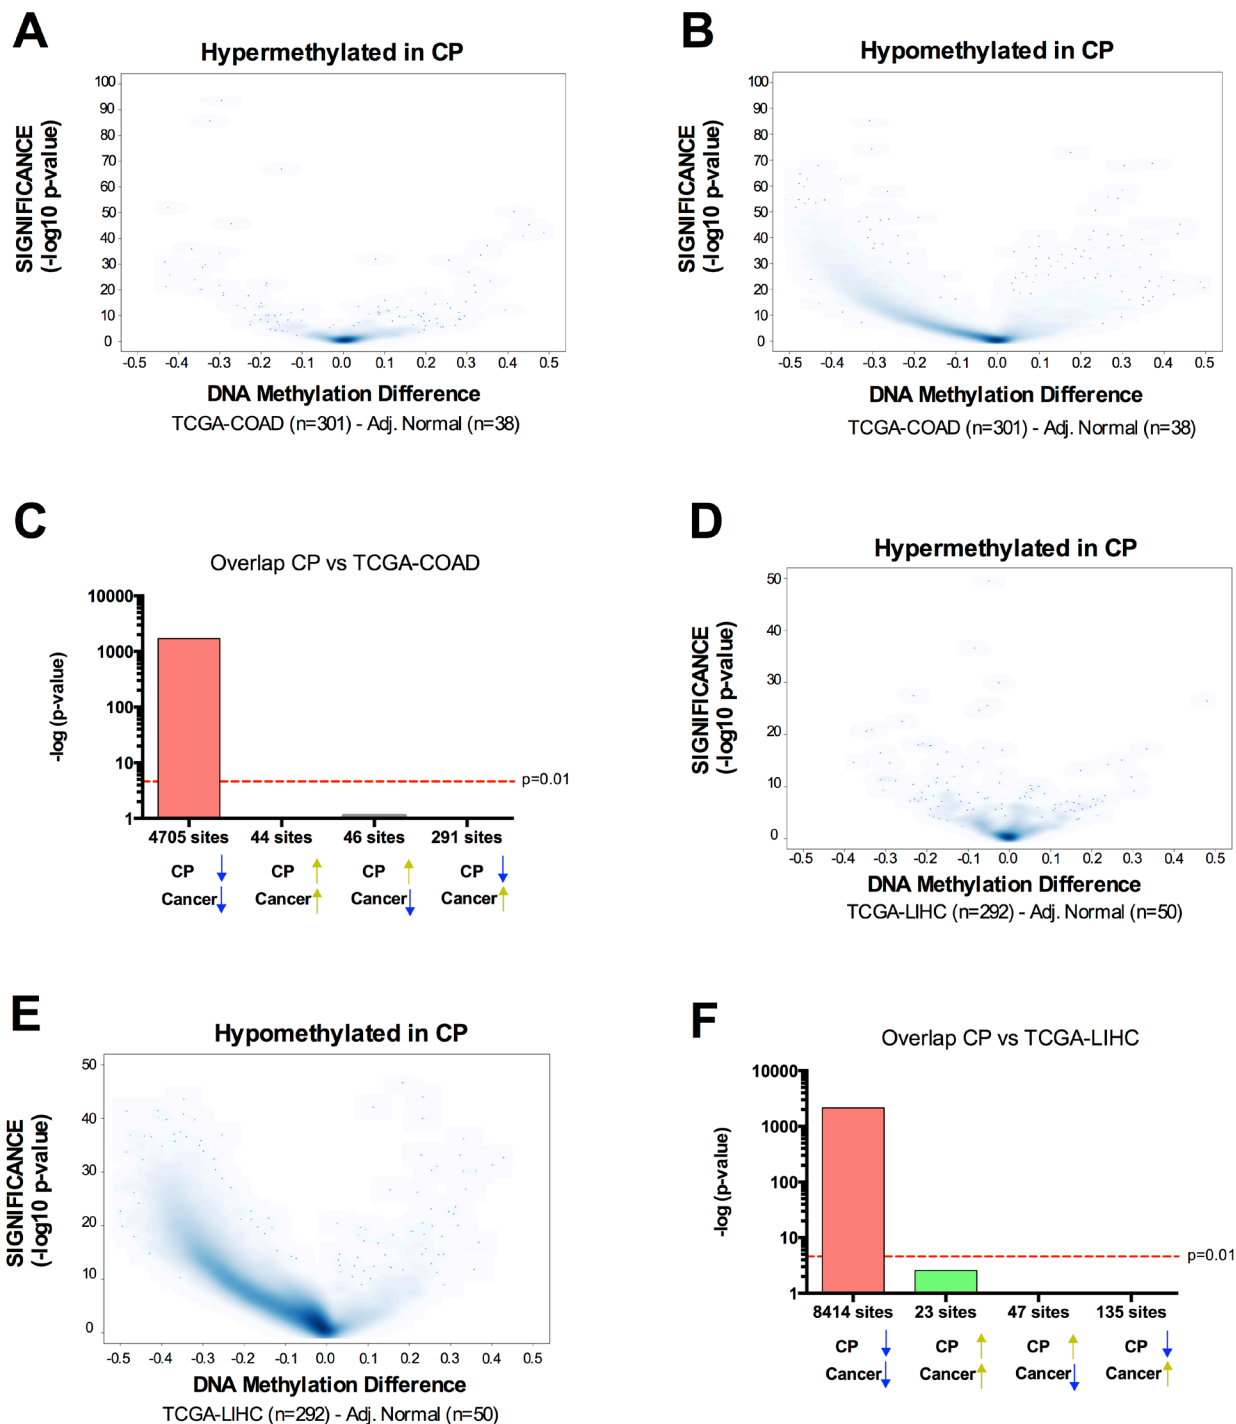 A
Hypermethylated in CP
SIGNIFICANCE
(-log10 p-value)
100
90
80
70
60
50
40
30
20
10
0
-0.5 -0.4 -0.3 -0.2 -0.1 0.0 0.1 0.2 0.3 0.4 0.5
DNA Methylation Difference
TCGA-COAD (n=301) - Adj. Normal (n=38)
B
Hypomethylated in CP
SIGNIFICANCE
(-log10 p-value)
100
90
80
70
60
50
40
30
20
10
0
-0.5 -0.4 -0.3 -0.2 -0.1 0.0 0.1 0.2 0.3 0.4 0.5
DNA Methylation Difference
TCGA-COAD (n=301) - Adj. Normal (n=38)
C
Overlap CP vs TCGA-COAD
-log (p-value)
10000
1000
100
10
1
p=0.01
4705 sites 44 sites 46 sites 291 sites
CP ↓ CP ↑ CP ↑ CP ↓
Cancer ↓ Cancer ↑ Cancer ↓ Cancer ↑
D
Hypermethylated in CP
SIGNIFICANCE
(-log10 p-value)
50
40
30
20
10
0
-0.5 -0.4 -0.3 -0.2 -0.1 0.0 0.1 0.2 0.3 0.4 0.5
DNA Methylation Difference
TCGA-LIHC (n=292) - Adj. Normal (n=50)
E
Hypomethylated in CP
SIGNIFICANCE
(-log10 p-value)
50
40
30
20
10
0
-0.5 -0.4 -0.3 -0.2 -0.1 0.0 0.1 0.2 0.3 0.4 0.5
DNA Methylation Difference
TCGA-LIHC (n=292) - Adj. Normal (n=50)
F
Overlap CP vs TCGA-LIHC
-log (p-value)
10000
1000
100
10
1
p=0.01
8414 sites 23 sites 47 sites 135 sites
CP ↓ CP ↑ CP ↑ CP ↓
Cancer ↓ Cancer ↑ Cancer ↓ Cancer ↑